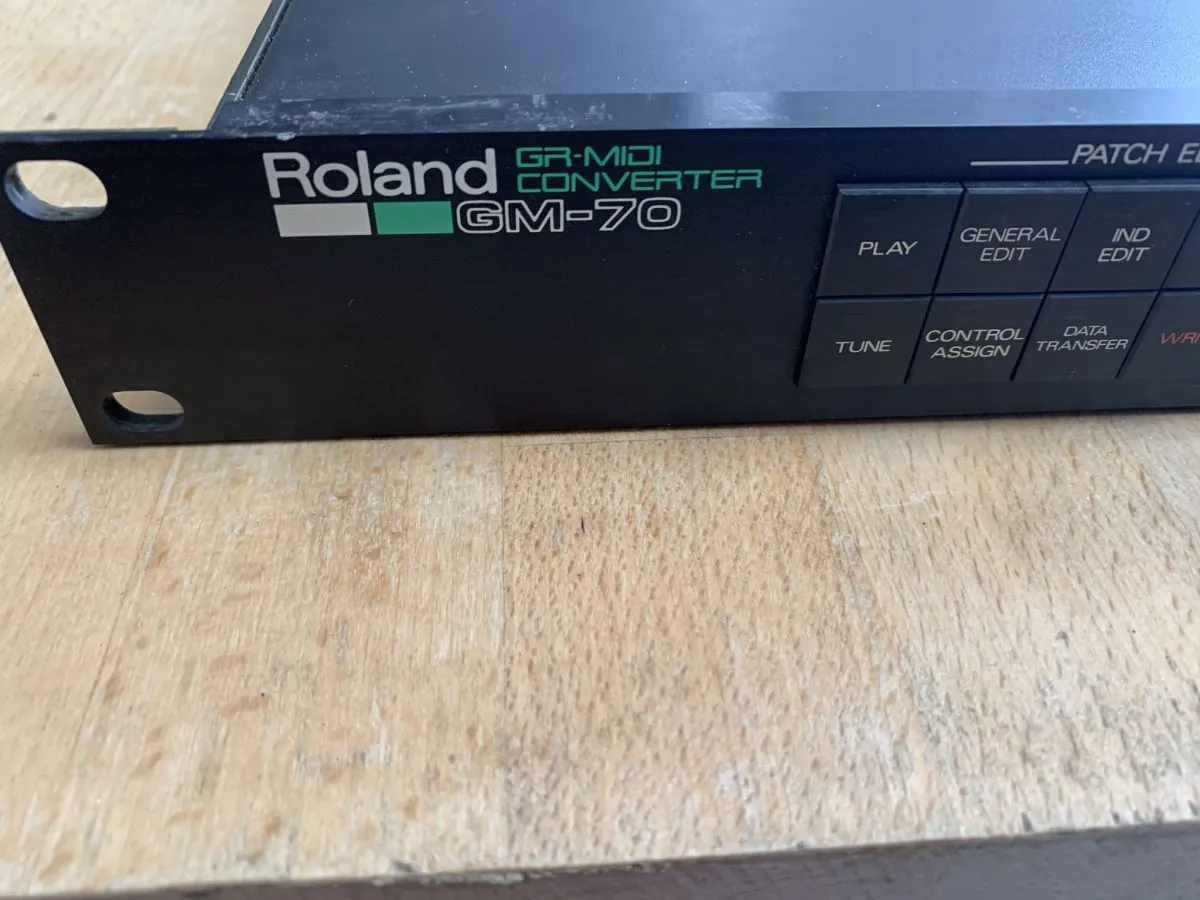 Roland GR-MIDI
CONVERTER
GM-70
PATCH
PLAY
GENERAL
EDIT
IND
EDIT
TUNE
CONTROL
ASSIGN
DATA
TRANSFER